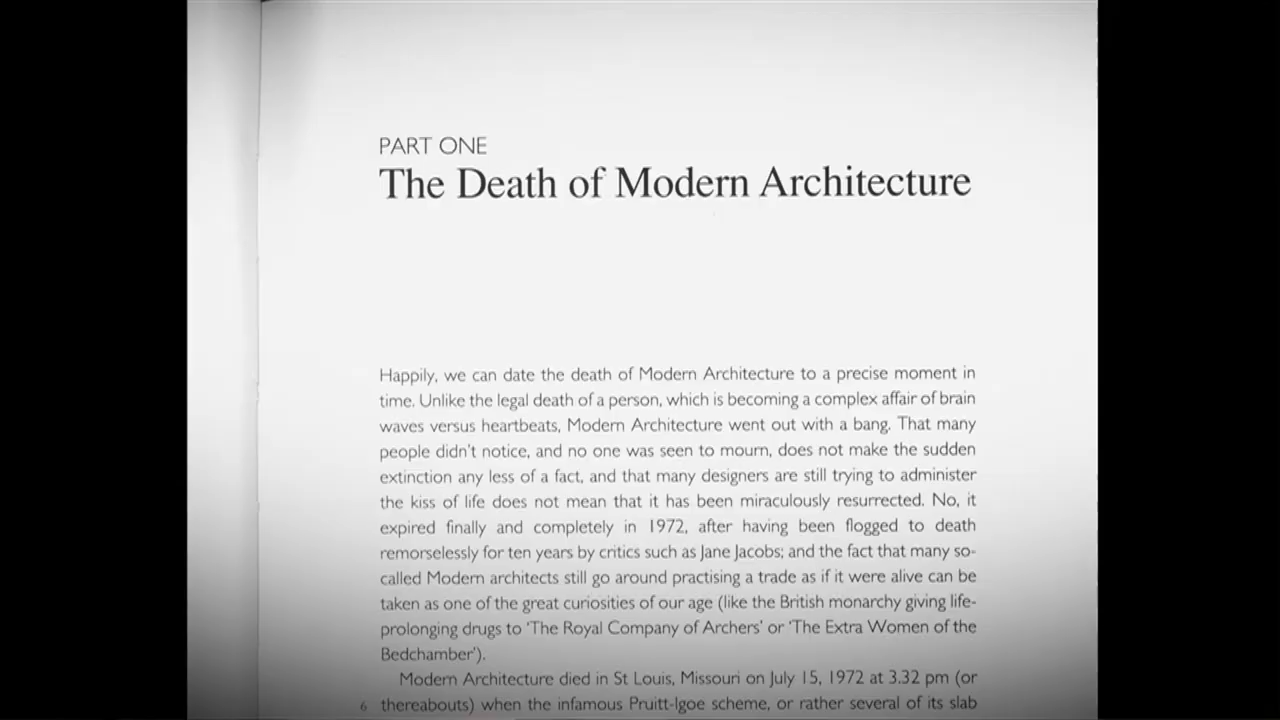 PART ONE
The Death of Modern Architecture
Happily, we can date the death of Modern Architecture to a precise moment in
time. Unlike the legal death of a person, which is becoming a complex affair of brain
waves versus heartbeats, Modern Architecture went out with a bang. That many
people didn't notice, and no one was seen to mourn, does not make the sudden
extinction any less of a fact, and that many designers are still trying to administer
the kiss of life does not mean that it has been miraculously resurrected. No, it
expired finally and completely in 1972, after having been flogged to death
remorselessly for ten years by critics such as Jane Jacobs; and the fact that many so-
called Modern architects still go around practising a trade as if it were alive can be
taken as one of the great curiosities of our age (like the British monarchy giving life-
prolonging drugs to 'The Royal Company of Archers' or 'The Extra Women of the
Bedchamber').
Modern Architecture died in St Louis, Missouri on July 15, 1972 at 3.32 pm (or
6 thereabouts) when the infamous Pruitt-Igoe scheme, or rather several of its slab